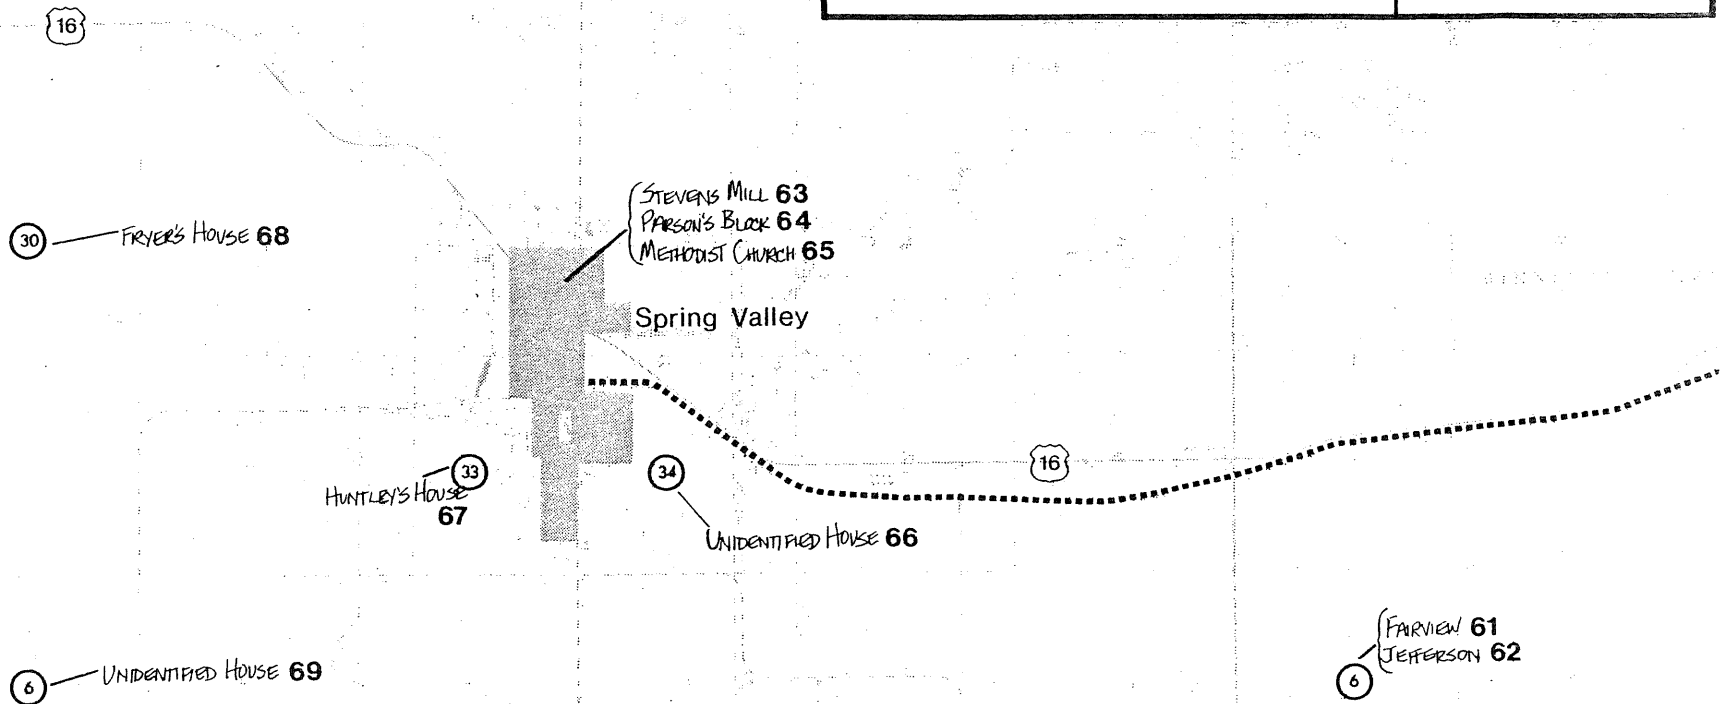 16
STEVENS MILL 63
PARSON'S BLOCK 64
METHODIST CHURCH 65
30 FRYER'S HOUSE 68
Spring Valley
16
33
HUNTLEY'S HOUSE
67
34
UNIDENTIFIED HOUSE 66
FAIRVIEW 61
JEFFERSON 62
6
6 UNIDENTIFIED HOUSE 69